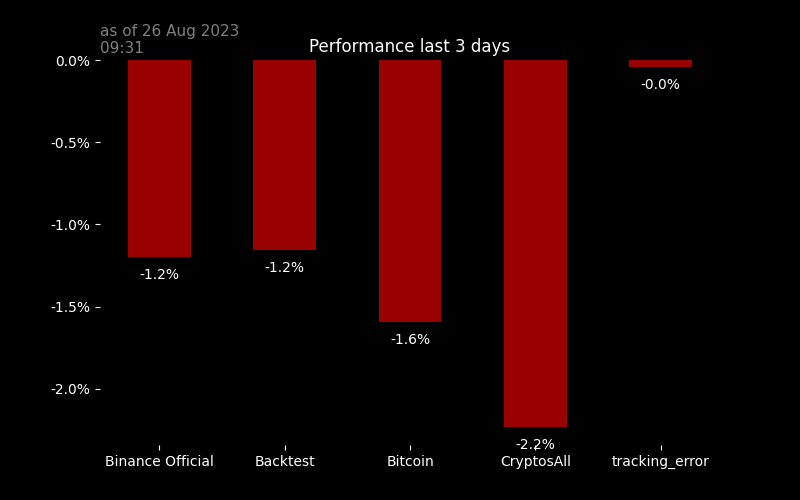 as of 26 Aug 2023
09:31
Performance last 3 days
0.0%
-0.5%
-1.0%
-1.5%
-2.0%
-1.2%
-1.2%
-1.6%
-2.2%
-0.0%
Binance Official
Backtest
Bitcoin
CryptosAll
tracking_error